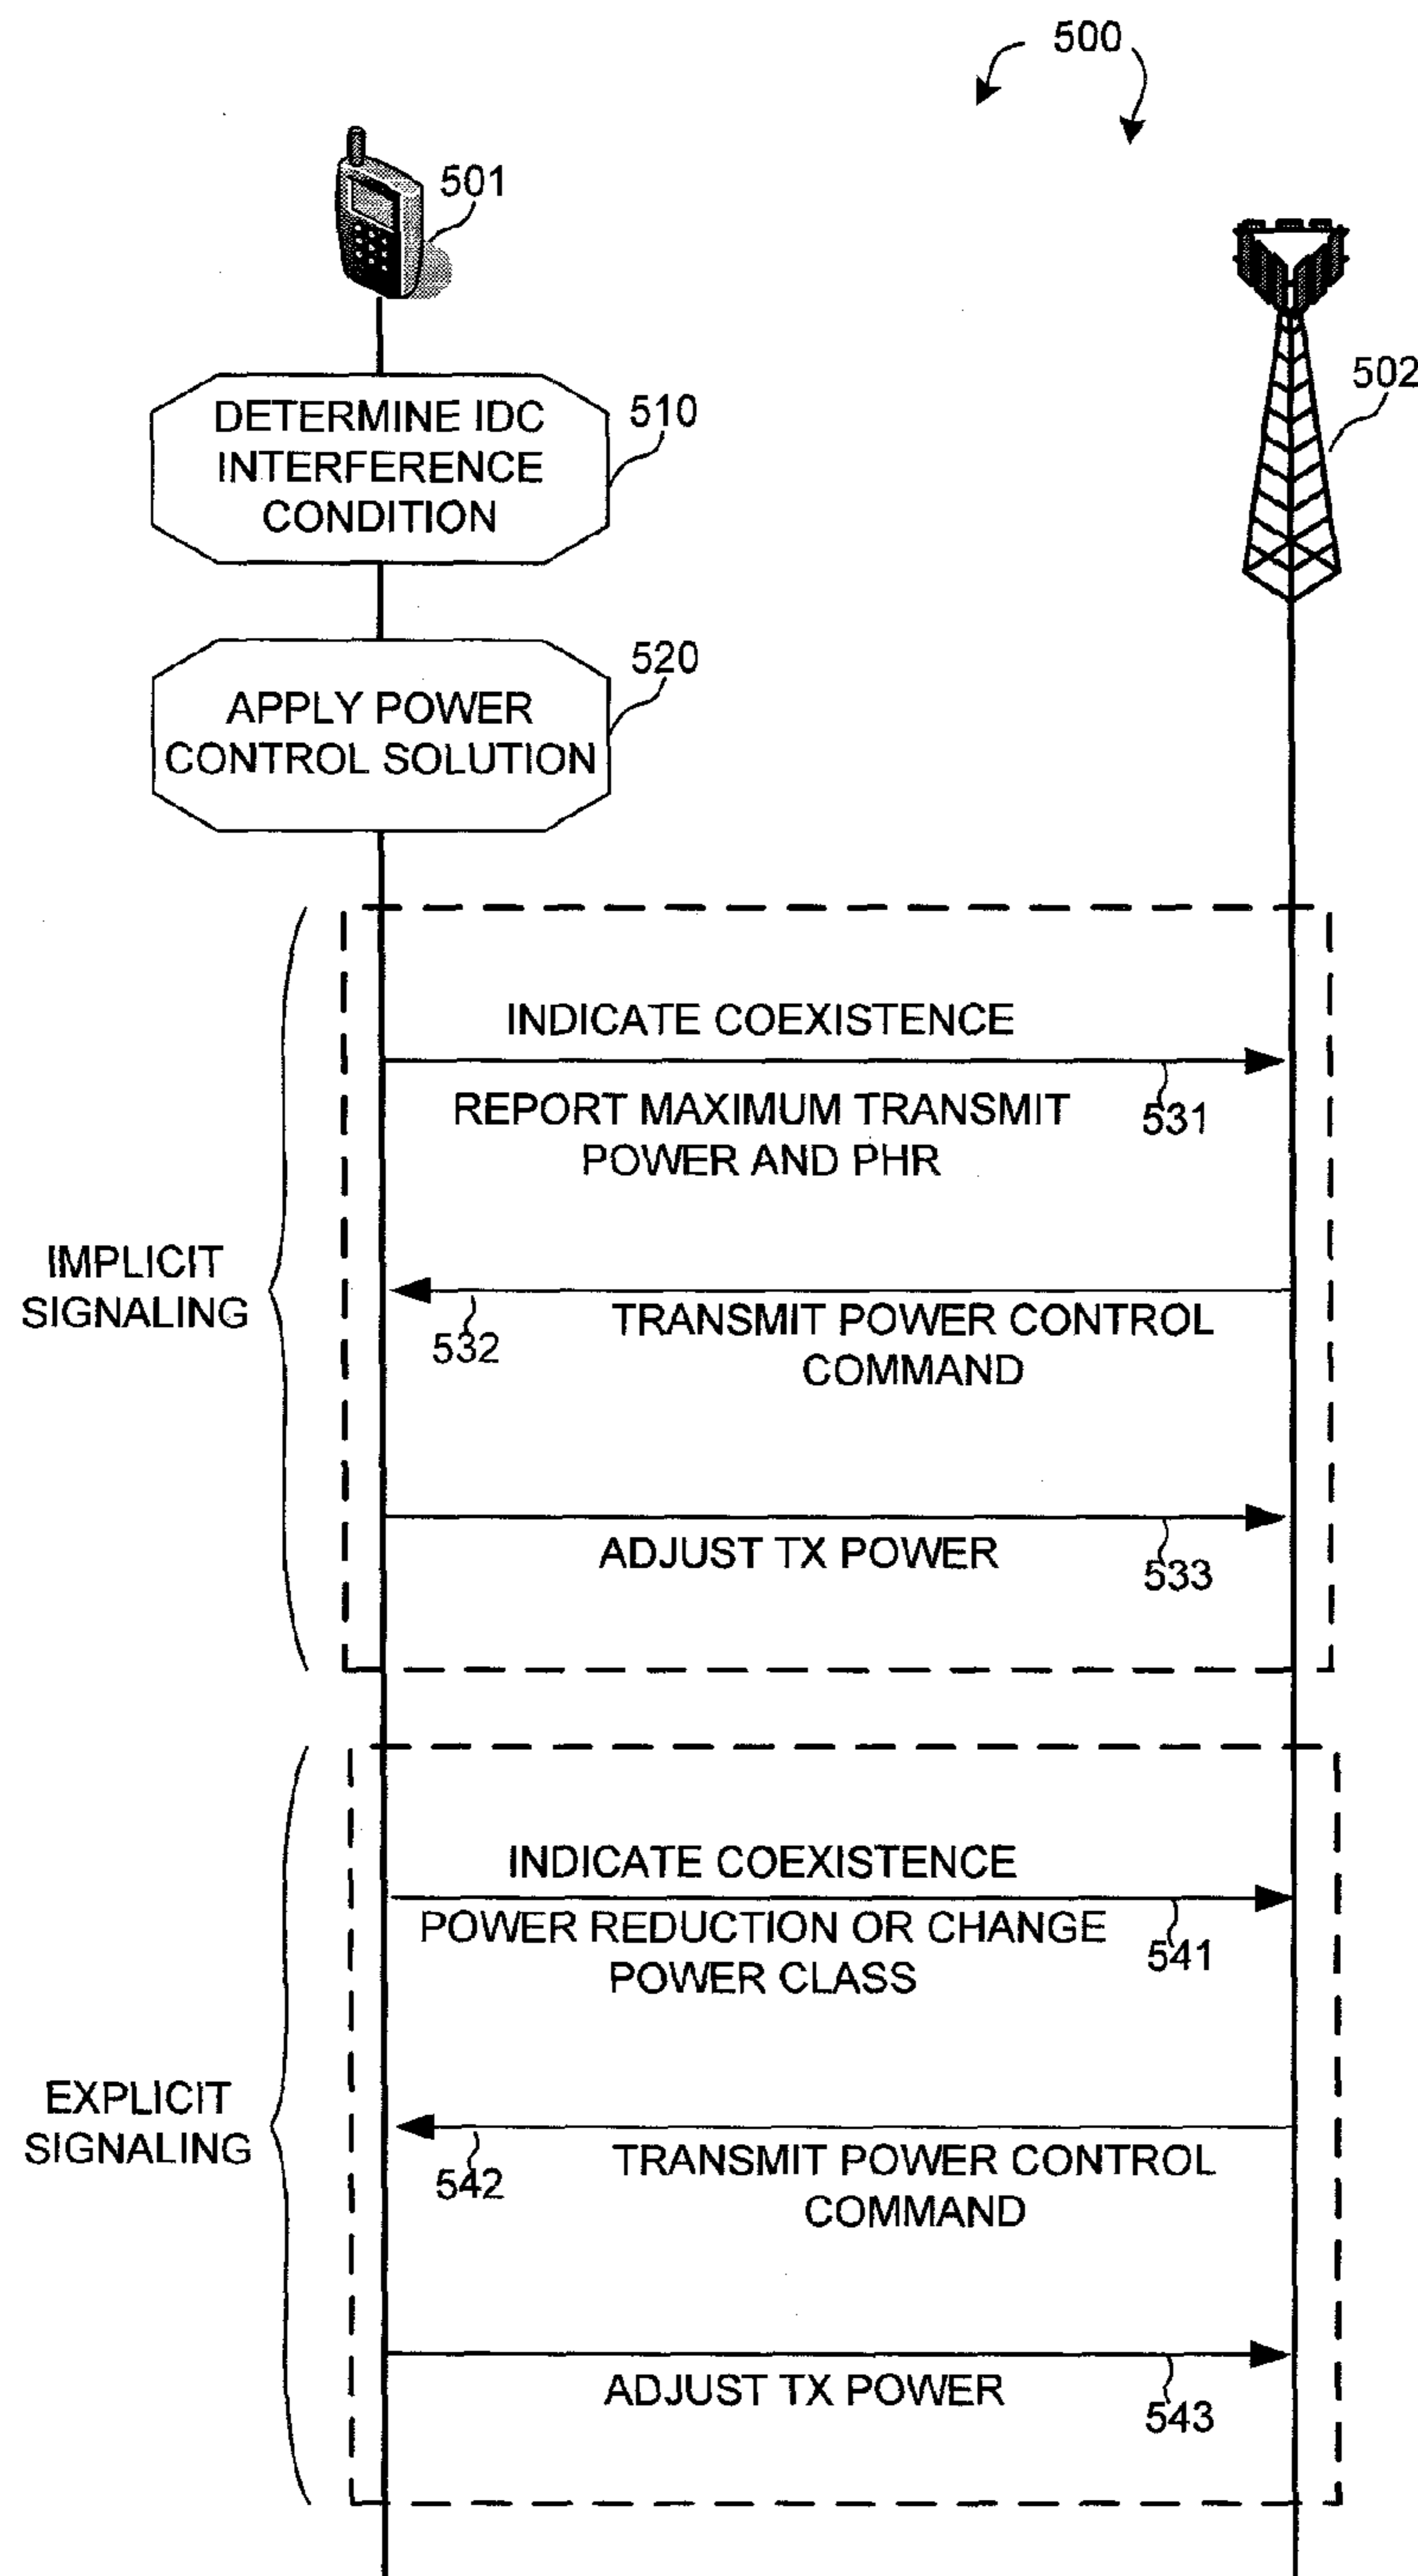 500
501
502
DETERMINE IDC
INTERFERENCE
CONDITION
510
APPLY POWER
CONTROL SOLUTION
520
IMPLICIT
SIGNALING
INDICATE COEXISTENCE
REPORT MAXIMUM TRANSMIT
POWER AND PHR
531
TRANSMIT POWER CONTROL
COMMAND
532
ADJUST TX POWER
533
EXPLICIT
SIGNALING
INDICATE COEXISTENCE
POWER REDUCTION OR CHANGE
POWER CLASS
541
TRANSMIT POWER CONTROL
COMMAND
542
ADJUST TX POWER
543